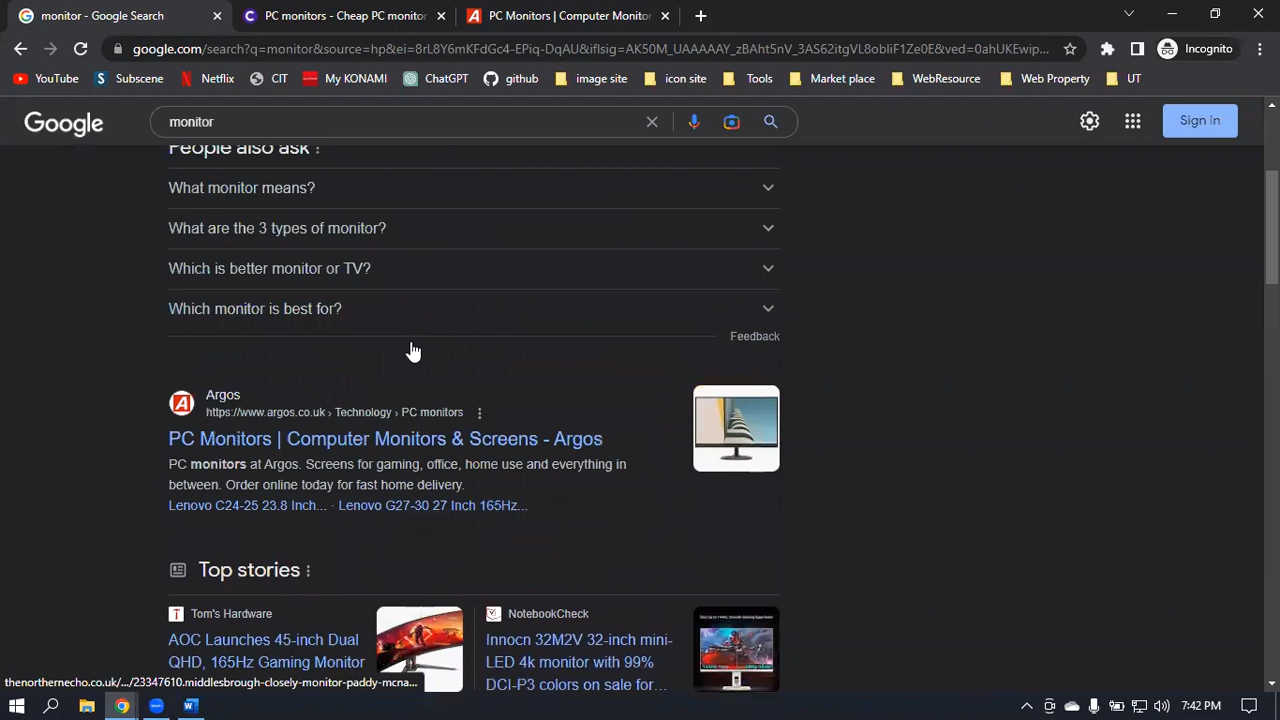 monitor - Google Search
PC monitors - Cheap PC monitor
PC Monitors | Computer Monitor
google.com/search?q=monitor&source=hp&ei=8rL8Y6mKFdGc4-EPiq-DqAU&iflsig=AK50M_UAAAAAY_zBAht5nV_3AS62itgVL8obliF1Ze0E&ved=0ahUKEwip...
Incognito
YouTube
Subscene
Netflix
CIT
My KONAMI
ChatGPT
github
image site
icon site
Tools
Market place
WebResource
Web Property
UT
Google
monitor
Sign in
People also ask
What monitor means?
What are the 3 types of monitor?
Which is better monitor or TV?
Which monitor is best for?
Feedback
Argos
https://www.argos.co.uk › Technology › PC monitors
PC Monitors | Computer Monitors & Screens - Argos
PC monitors at Argos. Screens for gaming, office, home use and everything in
between. Order online today for fast home delivery.
Lenovo C24-25 23.8 Inch... · Lenovo G27-30 27 Inch 165Hz...
Top stories
Tom's Hardware
AOC Launches 45-inch Dual
QHD, 165Hz Gaming Monitor
NotebookCheck
Innocn 32M2V 32-inch mini-
LED 4k monitor with 99%
DCI-P3 colors on sale for...
thenorthernecho.co.uk/.../23347610.middlesbrough-doddy-monitor-paddy-mcna...
7:42 PM